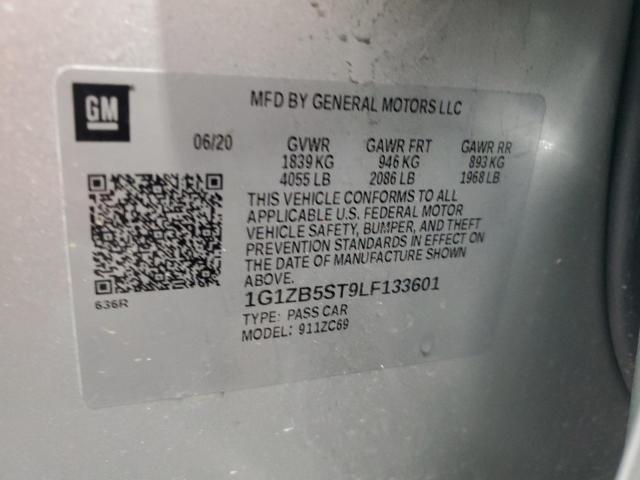 GM
MFD BY GENERAL MOTORS LLC
06/20 GVWR GAWR FRT GAWR RR
1839 KG 946 KG 893 KG
4055 LB 2086 LB 1968 LB
THIS VEHICLE CONFORMS TO ALL
APPLICABLE U.S. FEDERAL MOTOR
VEHICLE SAFETY, BUMPER, AND THEFT
PREVENTION STANDARDS IN EFFECT ON
THE DATE OF MANUFACTURE SHOWN
ABOVE.
636R
1G1ZB5ST9LF133601
TYPE: PASS CAR
MODEL: 911ZC69